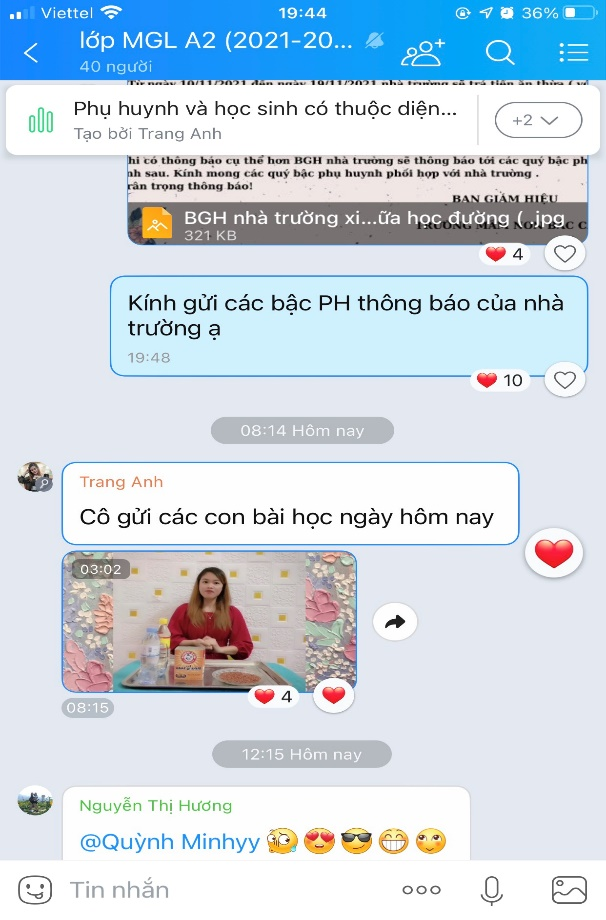 Viettel 19:44 36%
lớp MGL A2 (2021-20...
40 người
Từ ngày 10/11/2021 đến ngày 19/11/2021 nhà trường sẽ trả tiền ăn thừa (
Phụ huynh và học sinh có thuộc diện...
Tạo bởi Trang Anh
+2
hi có thông báo cụ thể hơn BGH nhà trường sẽ thông báo tới các quý bậc ph
nh sau. Kính mong các quý bậc phụ huynh phối hợp với nhà trường .
rân trọng thông báo!
BAN GIÁM HIỆU
BGH nhà trường xi...ữa học đường ( .jpg
321 KB
4
Kính gửi các bậc PH thông báo của nhà
trường ạ
19:48
10
08:14 Hôm nay
Trang Anh
Cô gửi các con bài học ngày hôm nay
03:02
4
08:15
12:15 Hôm nay
Nguyễn Thị Hương
@Quỳnh Minhyy
Tin nhắn